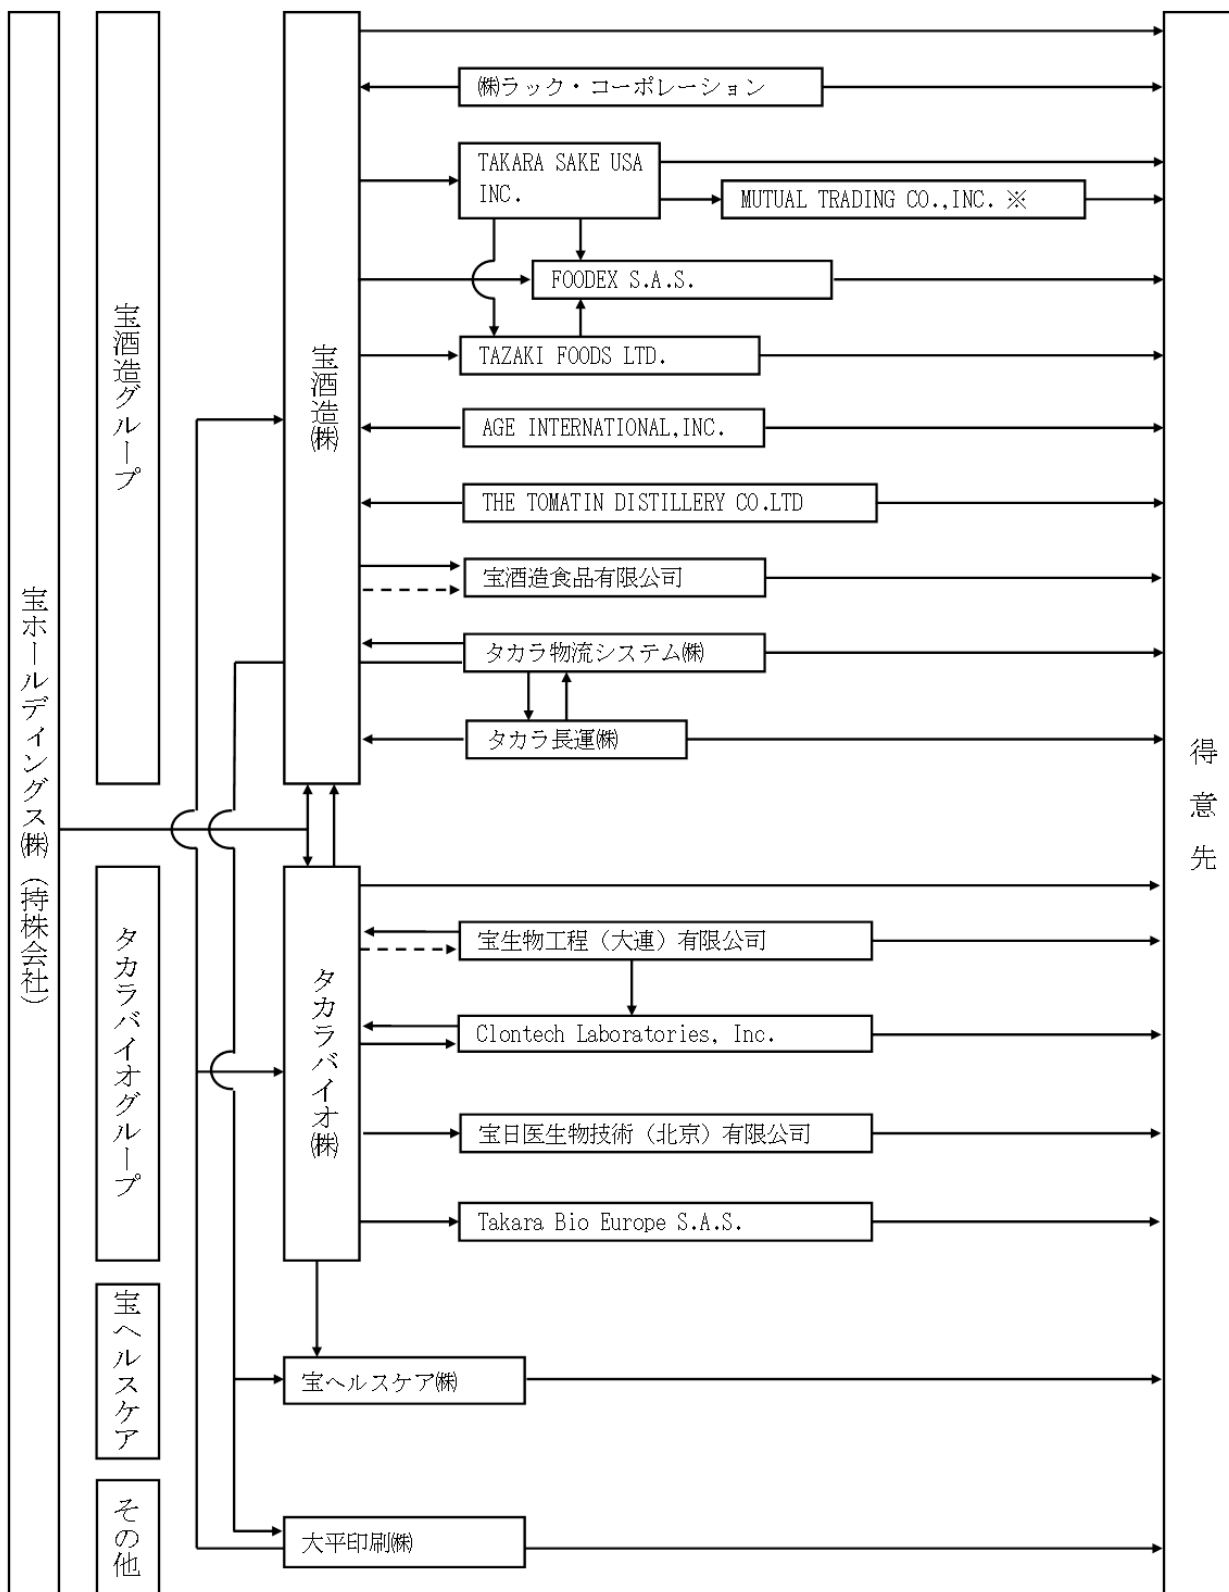 宝ホールディングス㈱（持株会社）
宝酒造グループ
宝酒造㈱
㈱ラック・コーポレーション
TAKARA SAKE USA
INC.
MUTUAL TRADING CO.,INC. ※
FOODEX S.A.S.
TAZAKI FOODS LTD.
AGE INTERNATIONAL,INC.
THE TOMATIN DISTILLERY CO.LTD
宝酒造食品有限公司
タカラ物流システム㈱
タカラ長運㈱
タカラバイオグループ
タカラバイオ㈱
宝生物工程（大連）有限公司
Clontech Laboratories, Inc.
宝日医生物技術（北京）有限公司
Takara Bio Europe S.A.S.
宝ヘルスケア
宝ヘルスケア㈱
その他
大平印刷㈱
得意先